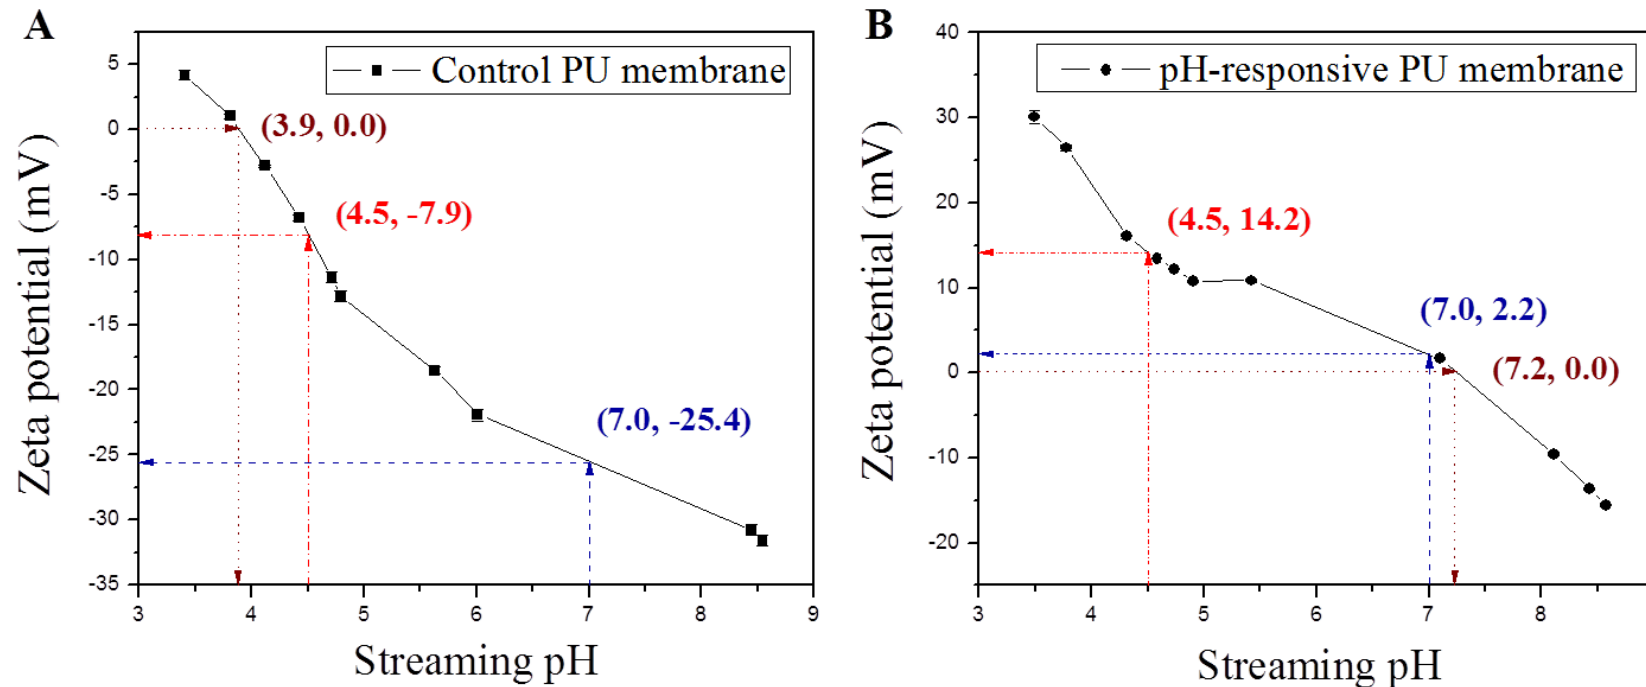 A
Control PU membrane
Zeta potential (mV)
5
0
-5
-10
-15
-20
-25
-30
-35
(3.9, 0.0)
(4.5, -7.9)
(7.0, -25.4)
3 4 5 6 7 8 9
Streaming pH
B
pH-responsive PU membrane
Zeta potential (mV)
40
30
20
10
0
-10
-20
(4.5, 14.2)
(7.0, 2.2)
(7.2, 0.0)
3 4 5 6 7 8
Streaming pH